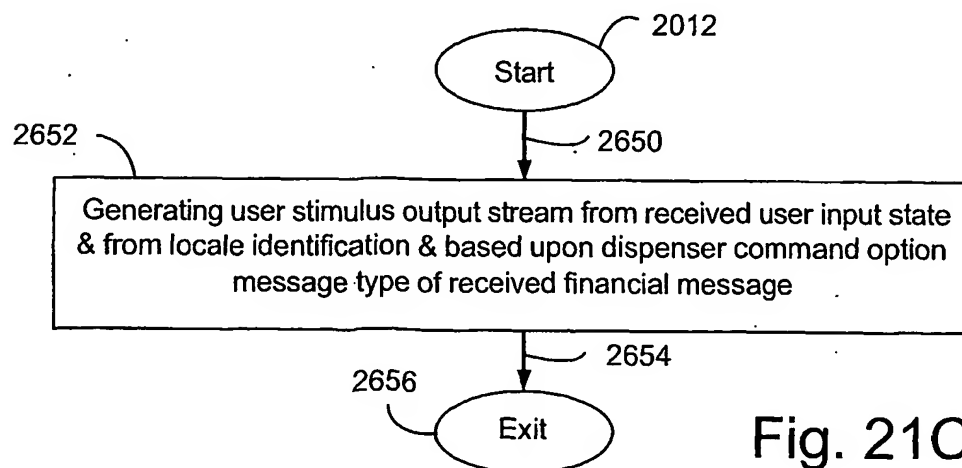 2012
Start
2652
2650
Generating user stimulus output stream from received user input state
& from locale identification & based upon dispenser command option
message type of received financial message
2654
2656
Exit
Fig. 21C